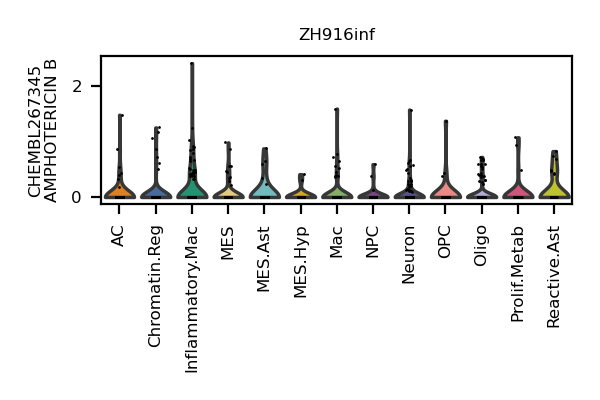 ZH916inf
CHEMBL267345
AMPHOTERICIN B
2
0
AC
Chromatin.Reg
Inflammatory.Mac
MES
MES.Ast
MES.Hyp
Mac
NPC
Neuron
OPC
Oligo
Prolif.Metab
Reactive.Ast